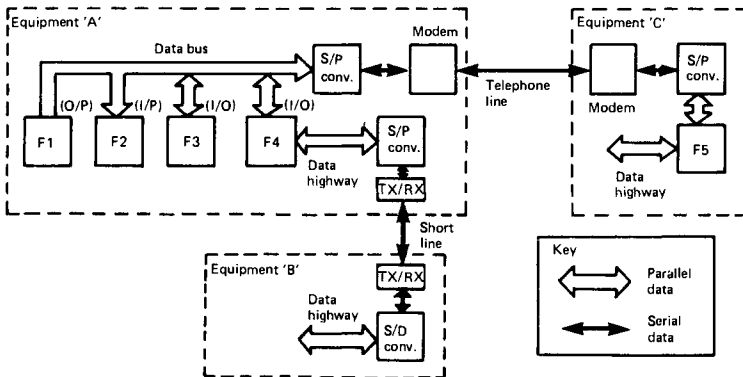 Equipment 'A'
Data bus
S/P
conv.
Modem
(O/P)
(I/P)
(I/O)
(I/O)
F1
F2
F3
F4
Data
highway
S/P
conv.
TX/RX
Telephone
line
Equipment 'C'
Modem
S/P
conv.
F5
Data
highway
Short
line
Equipment 'B'
TX/RX
Data
highway
S/D
conv.
Key
Parallel
data
Serial
data